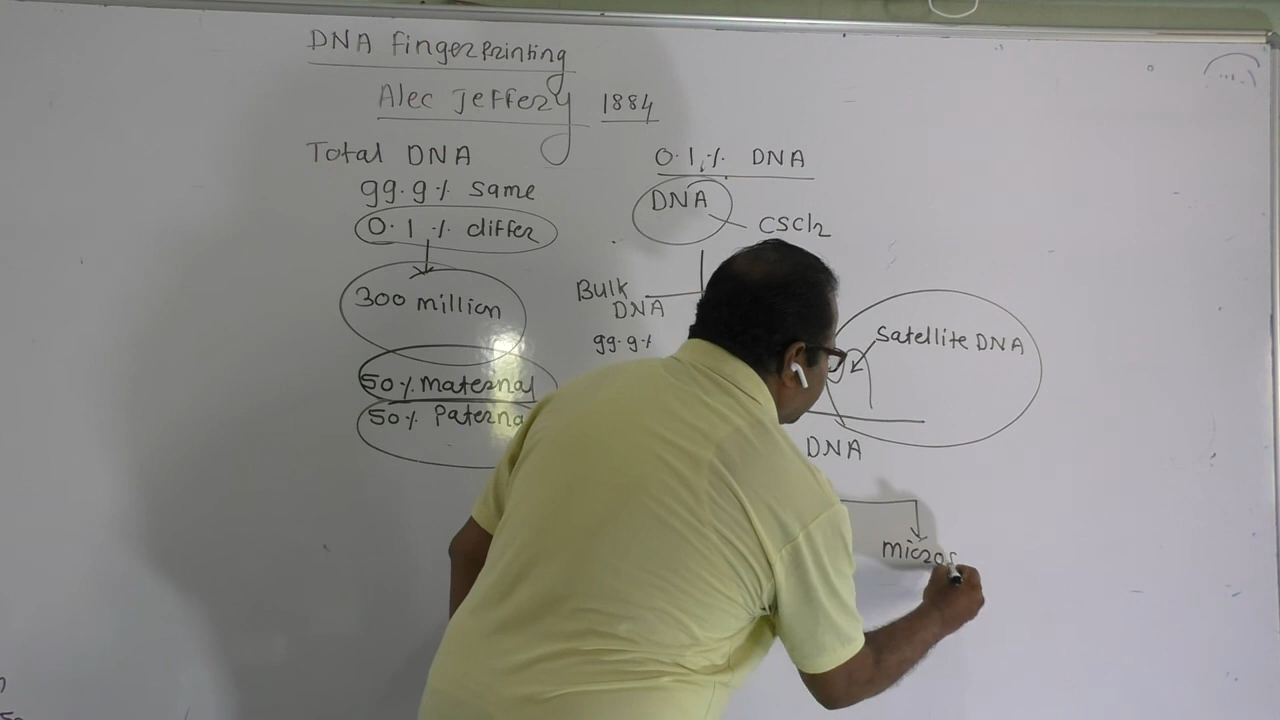 DNA fingerPrinting
Alec Jeffery 1884
Total DNA
99.9% same
0.1% differ
300 million
50% maternal
50% Paterna
0.1% DNA
DNA
CSCl2
Bulk
DNA
99.9%
Satellite DNA
DNA
micros